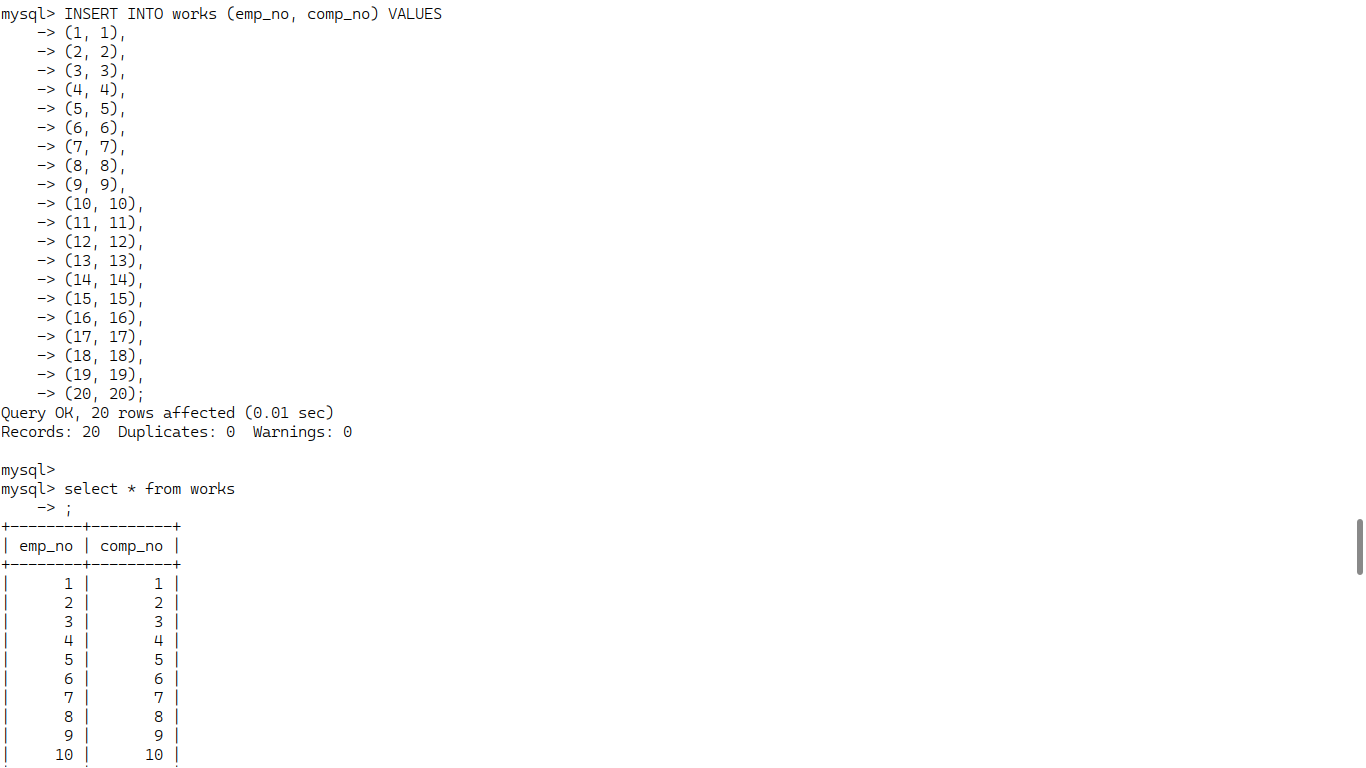 mysql> INSERT INTO works (emp_no, comp_no) VALUES
    -> (1, 1),
    -> (2, 2),
    -> (3, 3),
    -> (4, 4),
    -> (5, 5),
    -> (6, 6),
    -> (7, 7),
    -> (8, 8),
    -> (9, 9),
    -> (10, 10),
    -> (11, 11),
    -> (12, 12),
    -> (13, 13),
    -> (14, 14),
    -> (15, 15),
    -> (16, 16),
    -> (17, 17),
    -> (18, 18),
    -> (19, 19),
    -> (20, 20);
Query OK, 20 rows affected (0.01 sec)
Records: 20  Duplicates: 0  Warnings: 0

mysql>
mysql> select * from works
    -> ;
+--------+---------+
| emp_no | comp_no |
+--------+---------+
|      1 |       1 |
|      2 |       2 |
|      3 |       3 |
|      4 |       4 |
|      5 |       5 |
|      6 |       6 |
|      7 |       7 |
|      8 |       8 |
|      9 |       9 |
|     10 |      10 |